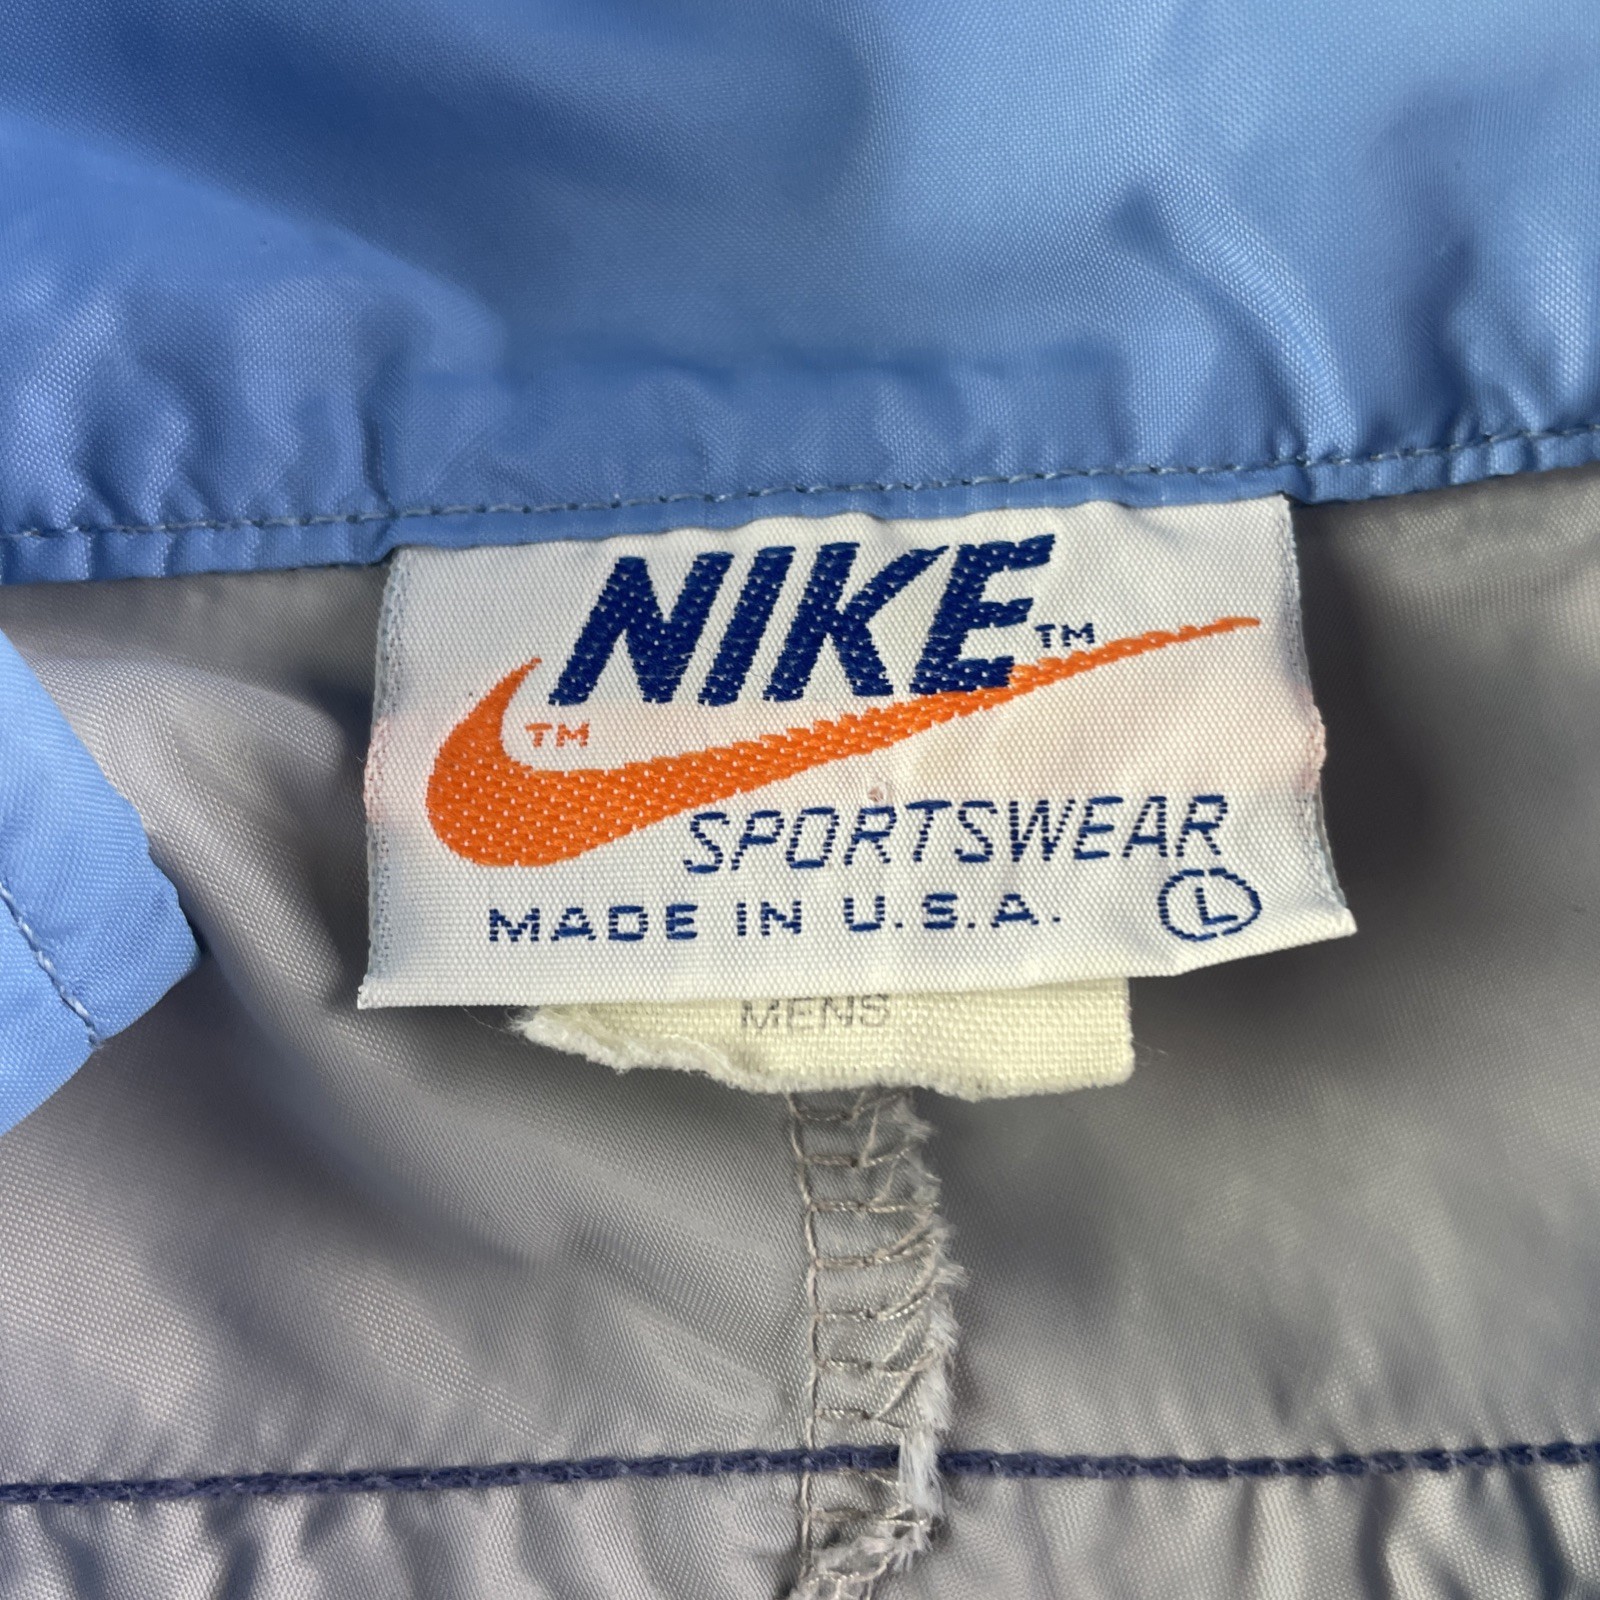 NIKE™
™
SPORTSWEAR
MADE IN U.S.A. L
MENS